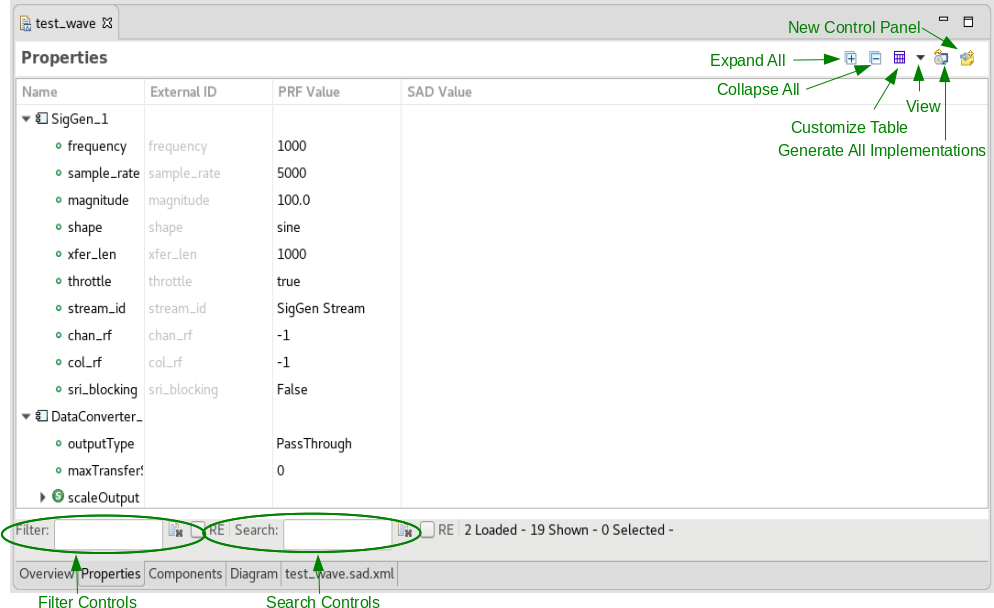 test_wave
New Control Panel
Properties
Expand All
Collapse All
View
Customize Table
Generate All Implementations
Name External ID PRF Value SAD Value
SigGen_1
frequency frequency 1000
sample_rate sample_rate 5000
magnitude magnitude 100.0
shape shape sine
xfer_len xfer_len 1000
throttle throttle true
stream_id stream_id SigGen Stream
chan_rf chan_rf -1
col_rf col_rf -1
sri_blocking sri_blocking False
DataConverter_
outputType PassThrough
maxTransferS 0
S scaleOutput
Filter: RE Search: RE 2 Loaded - 19 Shown - 0 Selected -
Overview Properties Components Diagram test_wave.sad.xml
Filter Controls Search Controls